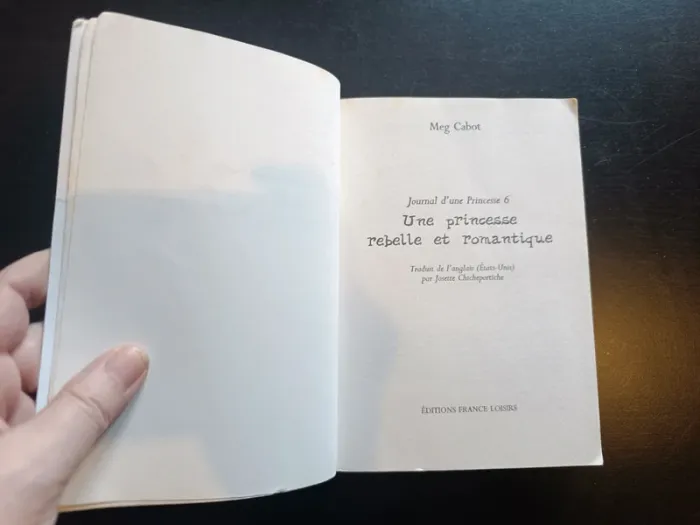 Meg Cabot
Journal d'une Princesse 6
Une princesse
rebelle et romantique
Traduit de l'anglais (États-Unis)
par Josette Chicheportiche
ÉDITIONS FRANCE LOISIRS